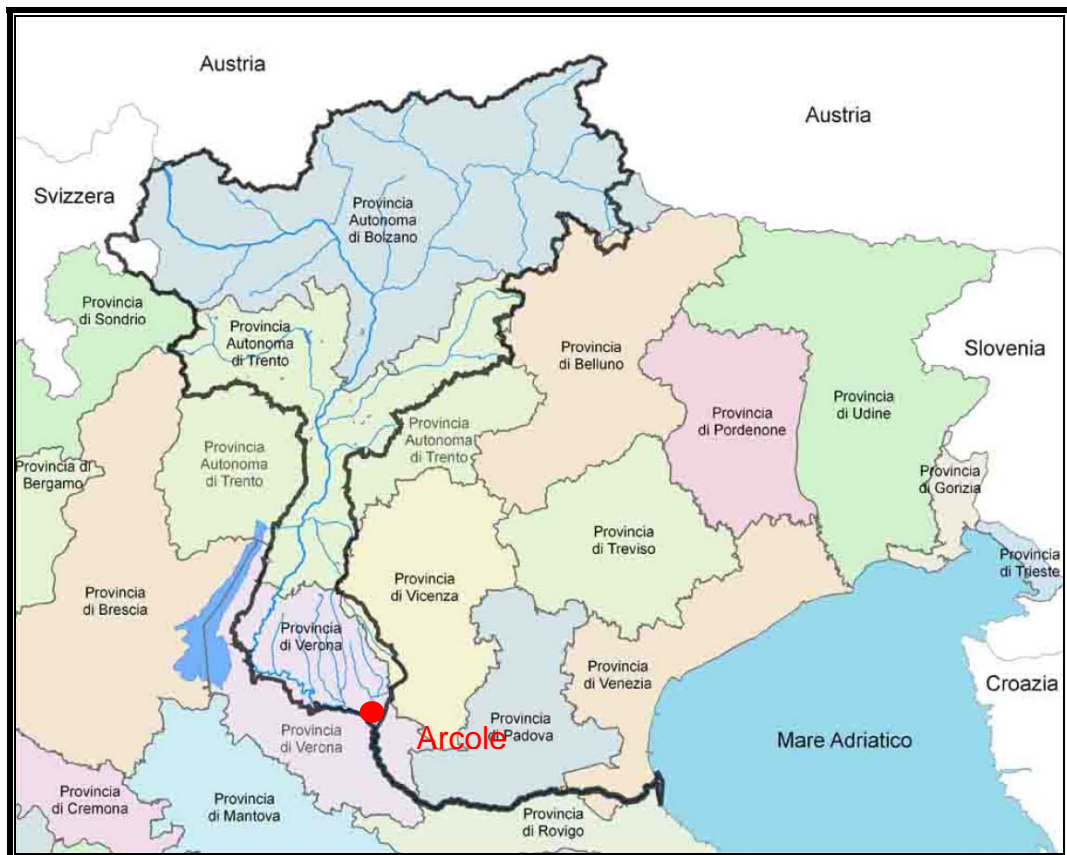 Austria
Austria
Svizzera
Provincia
Autonoma
di Bolzano
Provincia
di Sondrio
Provincia
Autonoma
di Trento
Provincia
di Belluno
Slovenia
Provincia
di Udine
Provincia
di Pordenone
Provincia
Autonoma
di Trento
Provincia
Autonoma
di Trento
Provincia di
Bergamo
Provincia
di Gorizia
Provincia
di Treviso
Provincia
di Trieste
Provincia
di Brescia
Provincia
di Vicenza
Provincia
di Verona
Provincia
di Venezia
Croazia
Provincia
di Verona
Arcole
Provincia
di Padova
Mare Adriatico
Provincia
di Cremona
Provincia
di Mantova
Provincia
di Rovigo